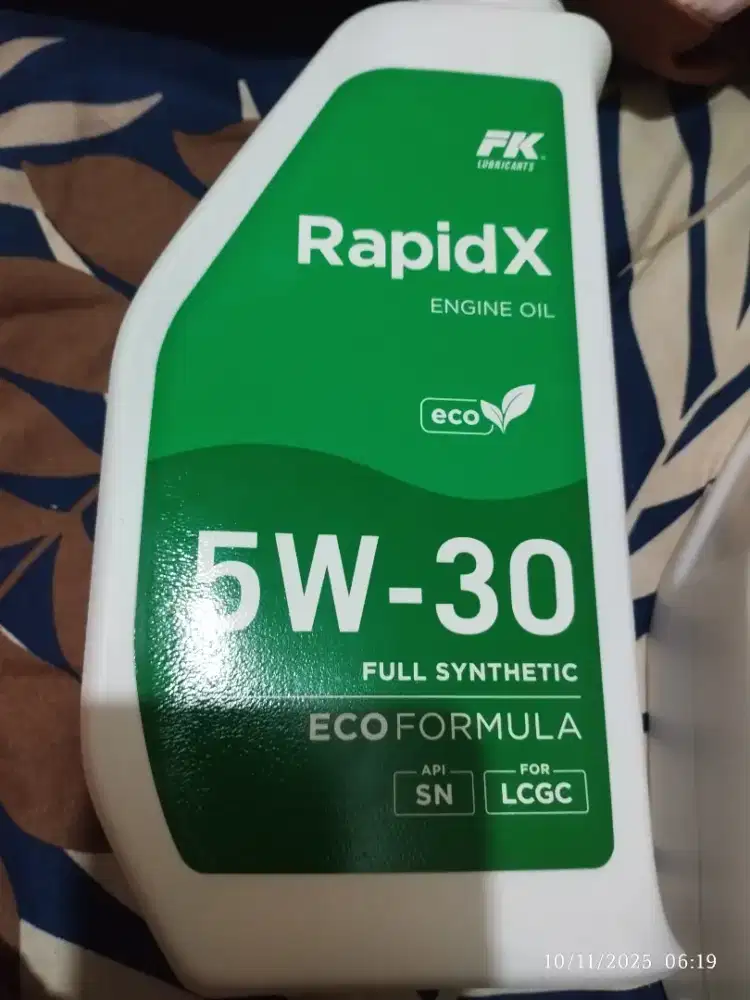 FK
LUBRICANTS
RapidX
ENGINE OIL
eco
5W-30
FULL SYNTHETIC
ECOFORMULA
API
SN
FOR
LCGC
10/11/2025 06:19